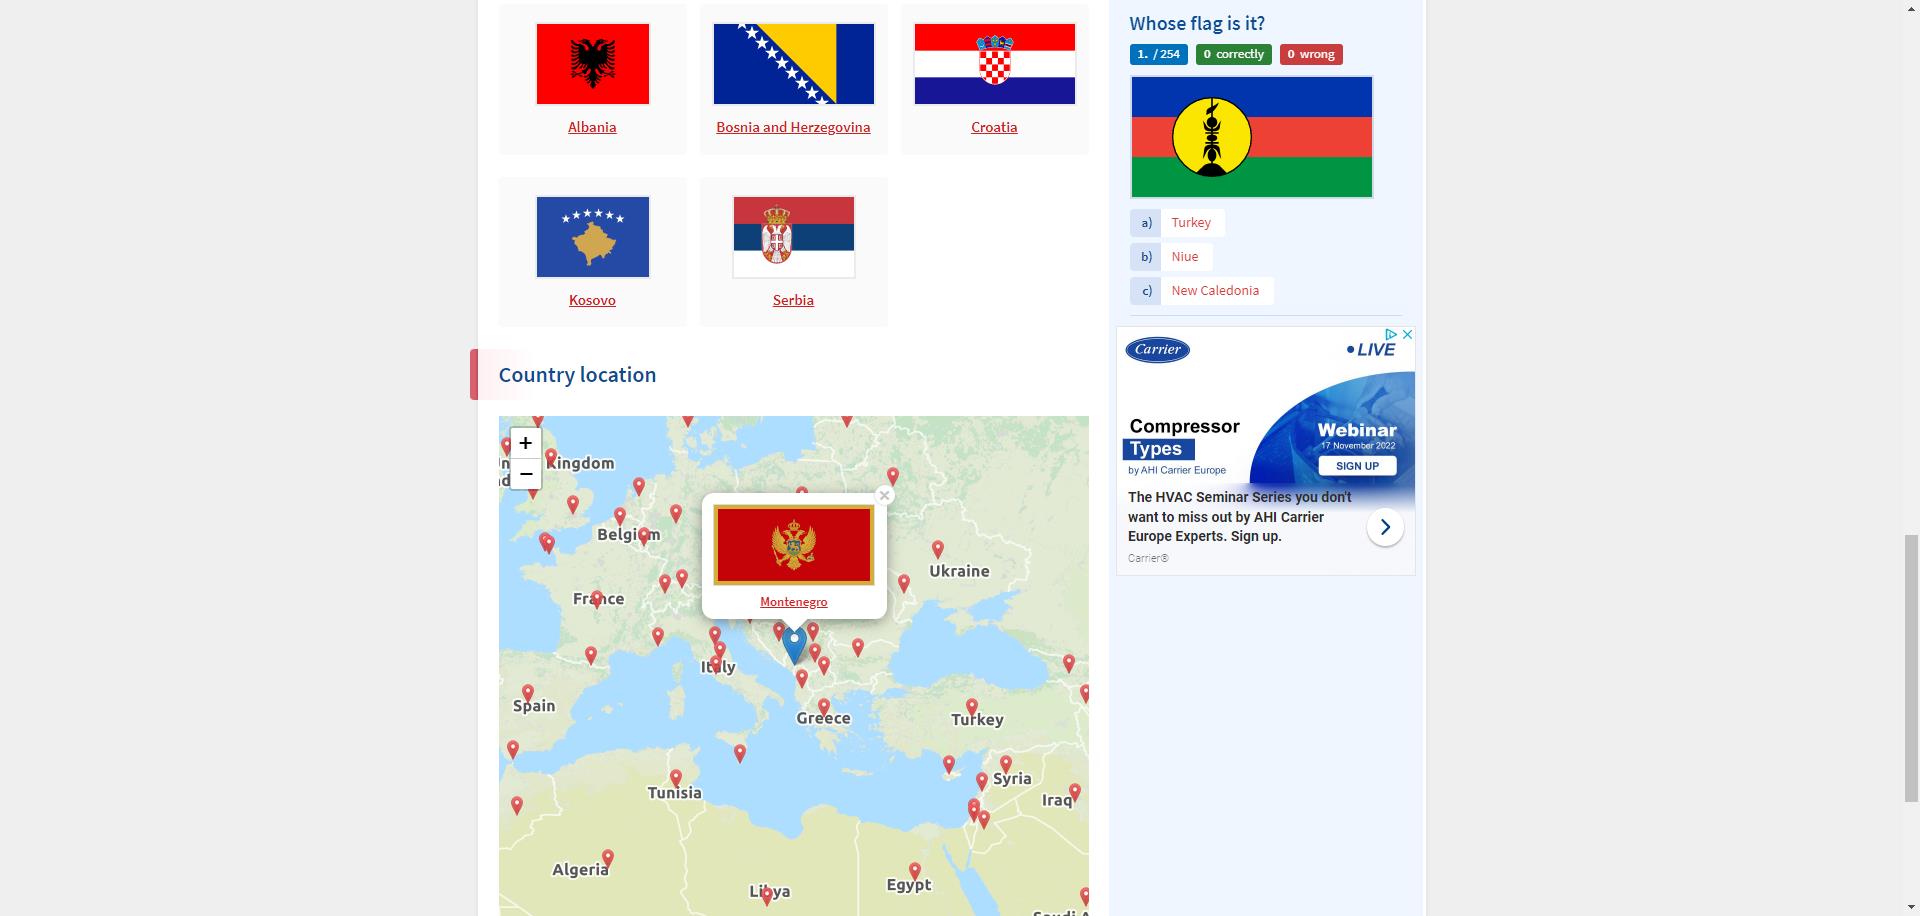 Albania
Bosnia and Herzegovina
Croatia
Kosovo
Serbia
Country location
+
−
Kingdom
Belgium
France
Ukraine
Montenegro
Italy
Spain
Greece
Turkey
Tunisia
Syria
Iraq
Algeria
Libya
Egypt
Whose flag is it?
1. / 254 0 correctly 0 wrong
a) Turkey
b) Niue
c) New Caledonia
Carrier
• LIVE
Compressor
Types
by AHI Carrier Europe
Webinar
17 November 2022
SIGN UP
The HVAC Seminar Series you don't
want to miss out by AHI Carrier
Europe Experts. Sign up.
Carrier®